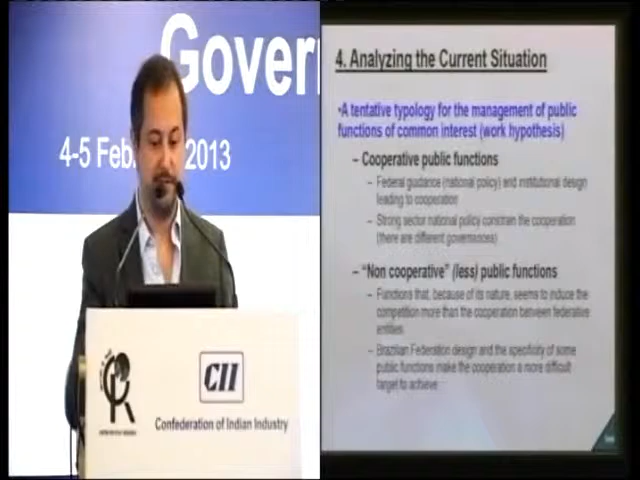 Govern
4-5 Feb 2013
CII
Confederation of Indian Industry
4. Analyzing the Current Situation
•A tentative typology for the management of public
functions of common interest (work hypothesis)
– Cooperative public functions
– Federal guidance (national policy) and institutional design
leading to cooperation
– Strong sector national policy constrain the cooperation
(there are different governances)
– "Non cooperative" (less) public functions
– Functions that, because of its nature, seems to induce the
competition more than the cooperation between federative
entities
– Brazilian Federation design and the specificity of some
public functions make the cooperation a more difficult
target to achieve